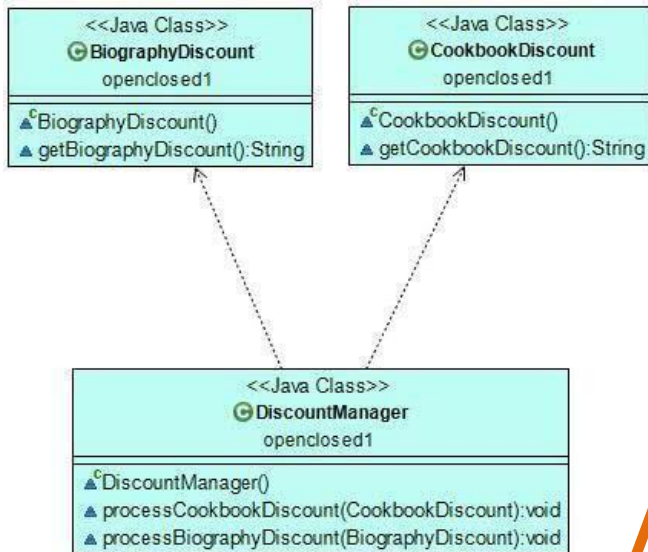 <<Java Class>>
BiographyDiscount
openclosed1
BiographyDiscount()
getBiographyDiscount():String
<<Java Class>>
CookbookDiscount
openclosed1
CookbookDiscount()
getCookbookDiscount():String
<<Java Class>>
DiscountManager
openclosed1
DiscountManager()
processCookbookDiscount(CookbookDiscount):void
processBiographyDiscount(BiographyDiscount):void